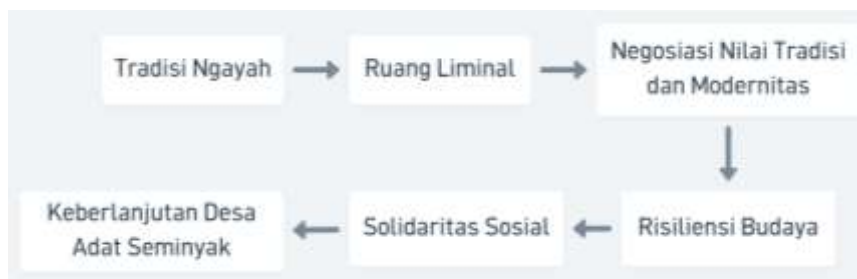 Tradisi Ngayah
Ruang Liminal
Negosiasi Nilai Tradisi
dan Modernitas
Risiliensi Budaya
Solidaritas Sosial
Keberlanjutan Desa
Adat Seminyak